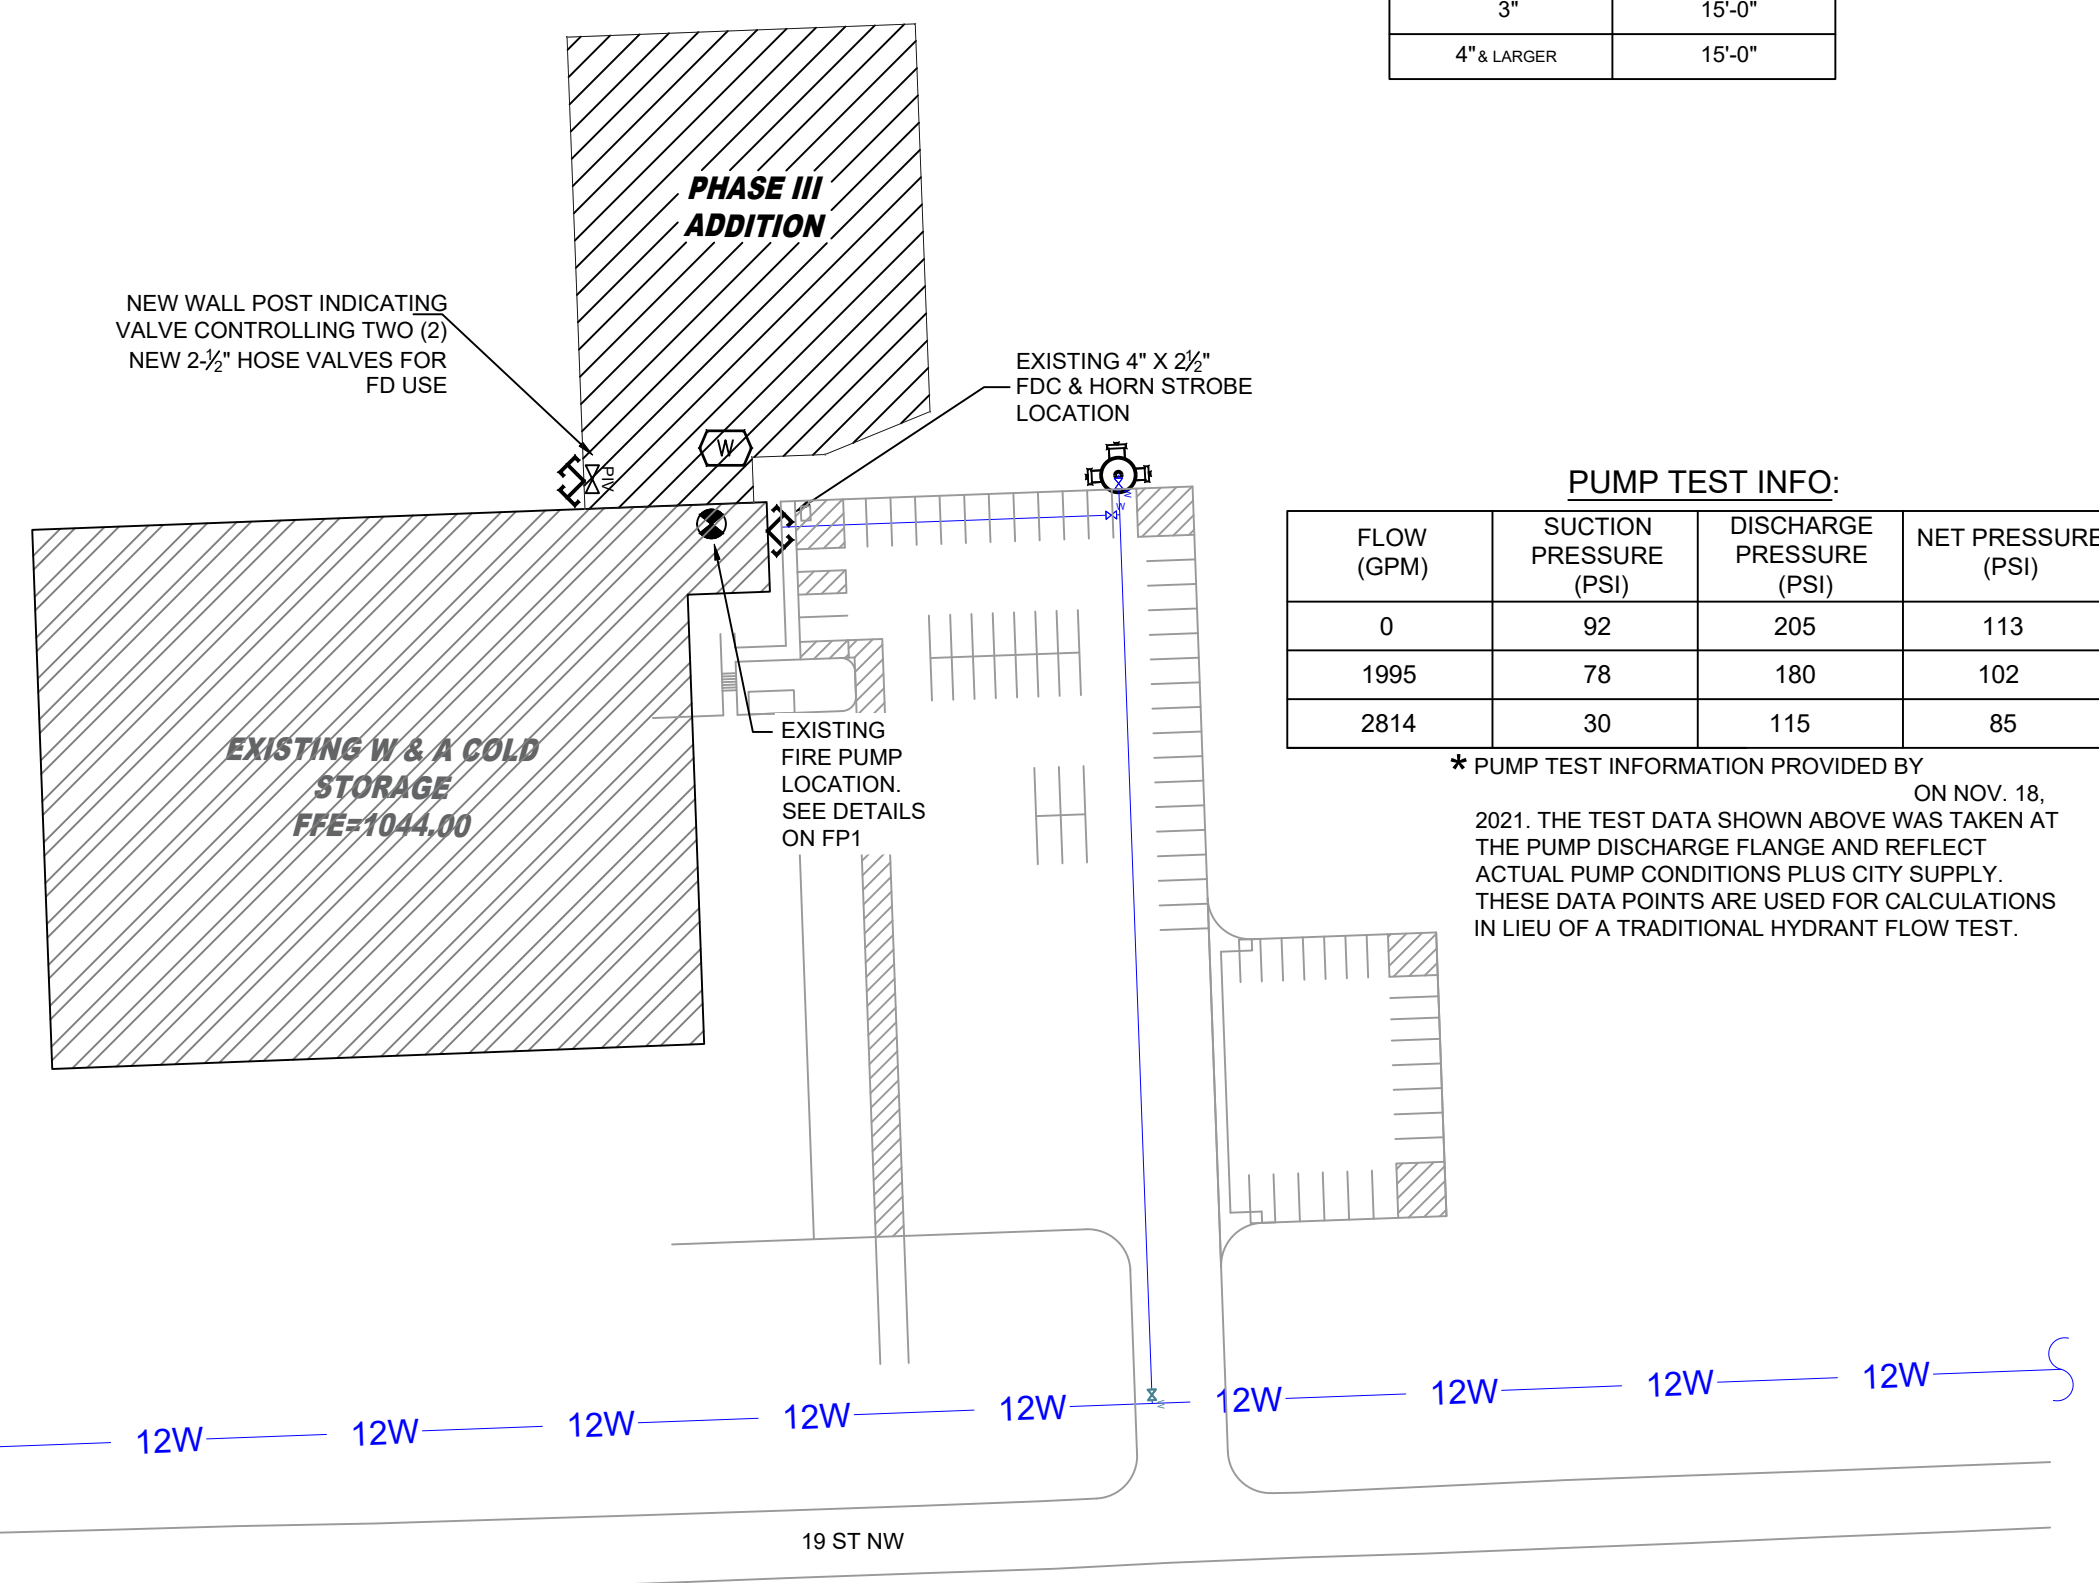 3" 15'-0"
4" & LARGER 15'-0"
PHASE III
ADDITION
NEW WALL POST INDICATING
VALVE CONTROLLING TWO (2)
NEW 2-½" HOSE VALVES FOR
FD USE
EXISTING 4" X 2½"
FDC & HORN STROBE
LOCATION
W
PIV
W
W
PUMP TEST INFO:
FLOW (GPM) SUCTION PRESSURE (PSI) DISCHARGE PRESSURE (PSI) NET PRESSURE (PSI)
0 92 205 113
1995 78 180 102
2814 30 115 85
* PUMP TEST INFORMATION PROVIDED BY
ON NOV. 18,
2021. THE TEST DATA SHOWN ABOVE WAS TAKEN AT
THE PUMP DISCHARGE FLANGE AND REFLECT
ACTUAL PUMP CONDITIONS PLUS CITY SUPPLY.
THESE DATA POINTS ARE USED FOR CALCULATIONS
IN LIEU OF A TRADITIONAL HYDRANT FLOW TEST.
EXISTING
FIRE PUMP
LOCATION.
SEE DETAILS
ON FP1
EXISTING W & A COLD
STORAGE
FFE=1044.00
12W 12W 12W 12W 12W 12W 12W 12W 12W
W
19 ST NW